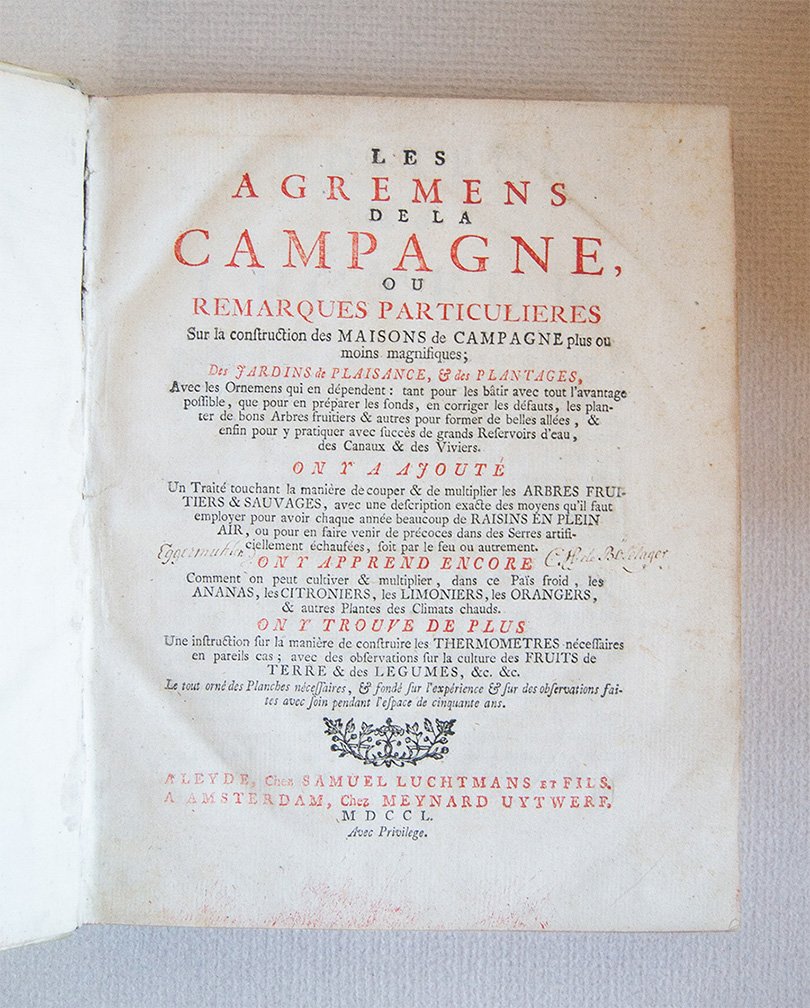 LES
AGREMENS
DE LA
CAMPAGNE,
OU
REMARQUES PARTICULIERES
Sur la conſtruction des MAISONS de CAMPAGNE plus ou
moins magnifiques;
Des JARDINS de PLAISANCE, & des PLANTAGES,
Avec les Ornemens qui en dépendent: tant pour les bâtir avec tout l'avantage
poſſible, que pour en préparer les fonds, en corriger les défauts, les plan-
ter de bons Arbres fruitiers & autres pour former de belles allées, &
enfin pour y pratiquer avec ſuccès de grands Reſervoirs d'eau,
des Canaux & des Viviers.
ON Y A AJOUTÉ
Un Traité touchant la manière de couper & de multiplier les ARBRES FRUI-
TIERS & SAUVAGES, avec une deſcription exacte des moyens qu'il faut
employer pour avoir chaque année beaucoup de RAISINS EN PLEIN
AIR, ou pour en faire venir de précoces dans des Serres artifi-
ciellement échaufées, ſoit par le feu ou autrement.
ON Y APPREND ENCORE
Comment on peut cultiver & multiplier, dans ce Païs froid, les
ANANAS, les CITRONIERS, les LIMONIERS, les ORANGERS,
& autres Plantes des Climats chauds.
ON Y TROUVE DE PLUS
Une inſtruction ſur la manière de conſtruire les THERMOMETRES néceſſaires
en pareils cas; avec des obſervations ſur la culture des FRUITS de
TERRE & des LEGUMES, &c. &c.
Le tout orné des Planches néceſſaires, & fondé ſur l'expérience & ſur des obſervations fai-
tes avec ſoin pendant l'eſpace de cinquante ans.
A LEYDE, Chez SAMUEL LUCHTMANS ET FILS.
A AMSTERDAM, Chez MEYNARD UYTWERF,
MDCCL.
Avec Privilege.